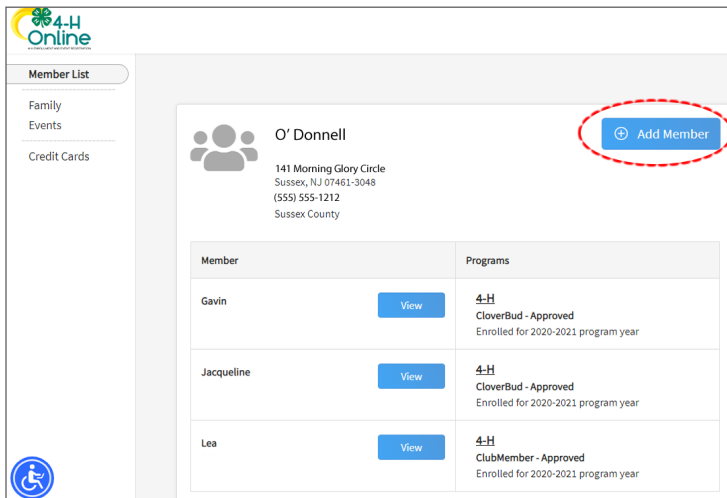 4-H
Online
Member List
Family
Events
Credit Cards
O' Donnell
Add Member
141 Morning Glory Circle
Sussex, NJ 07461-3048
(555) 555-1212
Sussex County
Member
Programs
Gavin
View
4-H
CloverBud - Approved
Enrolled for 2020-2021 program year
Jacqueline
View
4-H
CloverBud - Approved
Enrolled for 2020-2021 program year
Lea
View
4-H
ClubMember - Approved
Enrolled for 2020-2021 program year